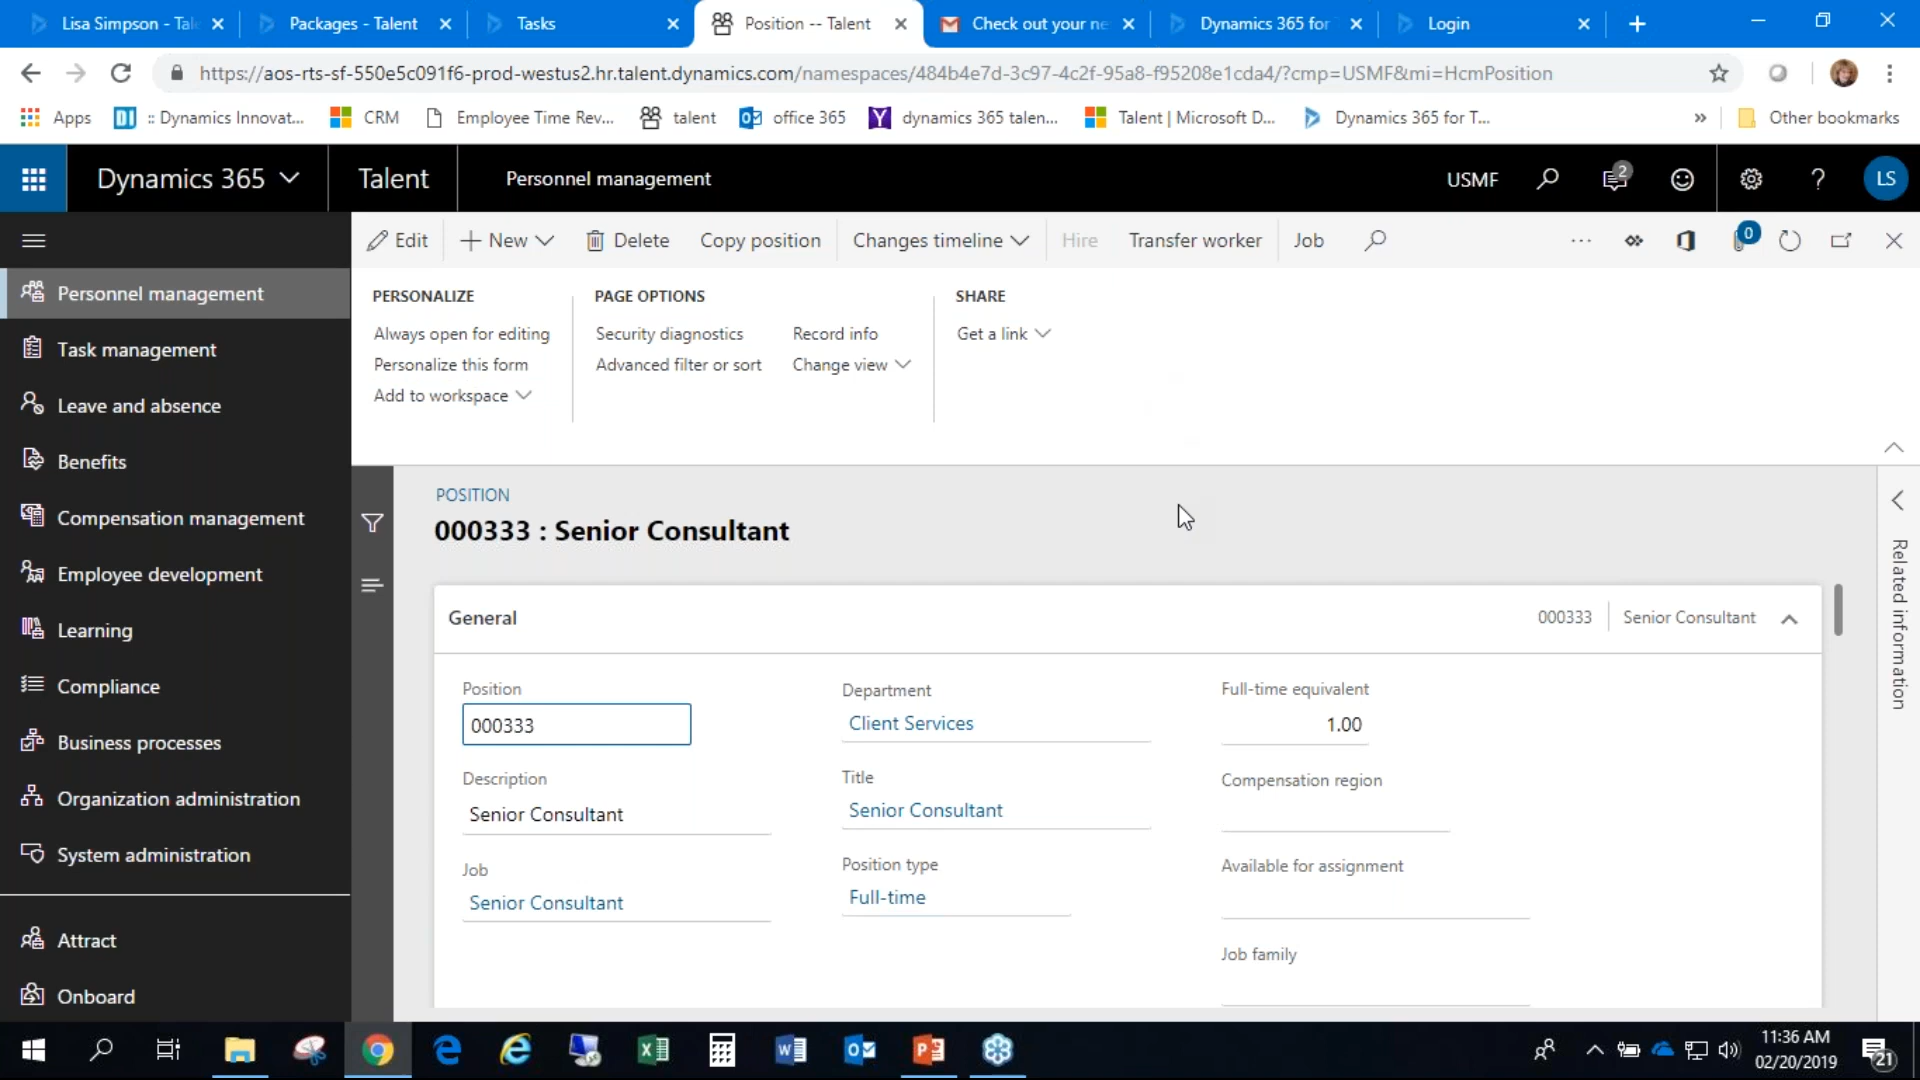 Lisa Simpson - Tal
Packages - Talent
Tasks
Position -- Talent
Check out your ne
Dynamics 365 for
Login
https://aos-rts-sf-550e5c091f6-prod-westus2.hr.talent.dynamics.com/namespaces/484b4e7d-3c97-4c2f-95a8-f95208e1cda4/?cmp=USMF&mi=HcmPosition
Apps
:: Dynamics Innovat...
CRM
Employee Time Rev...
talent
office 365
dynamics 365 talen...
Talent | Microsoft D...
Dynamics 365 for T...
»
Other bookmarks
Dynamics 365
Talent
Personnel management
USMF
2
?
LS
Edit
New
Delete
Copy position
Changes timeline
Hire
Transfer worker
Job
...
0
Personnel management
Task management
Leave and absence
Benefits
Compensation management
Employee development
Learning
Compliance
Business processes
Organization administration
System administration
Attract
Onboard
PERSONALIZE
Always open for editing
Personalize this form
Add to workspace
PAGE OPTIONS
Security diagnostics
Advanced filter or sort
Record info
Change view
SHARE
Get a link
POSITION
000333 : Senior Consultant
General
000333
Senior Consultant
Position
000333
Description
Senior Consultant
Job
Senior Consultant
Department
Client Services
Title
Senior Consultant
Position type
Full-time
Full-time equivalent
1.00
Compensation region
Available for assignment
Job family
Related information
11:36 AM
02/20/2019
21